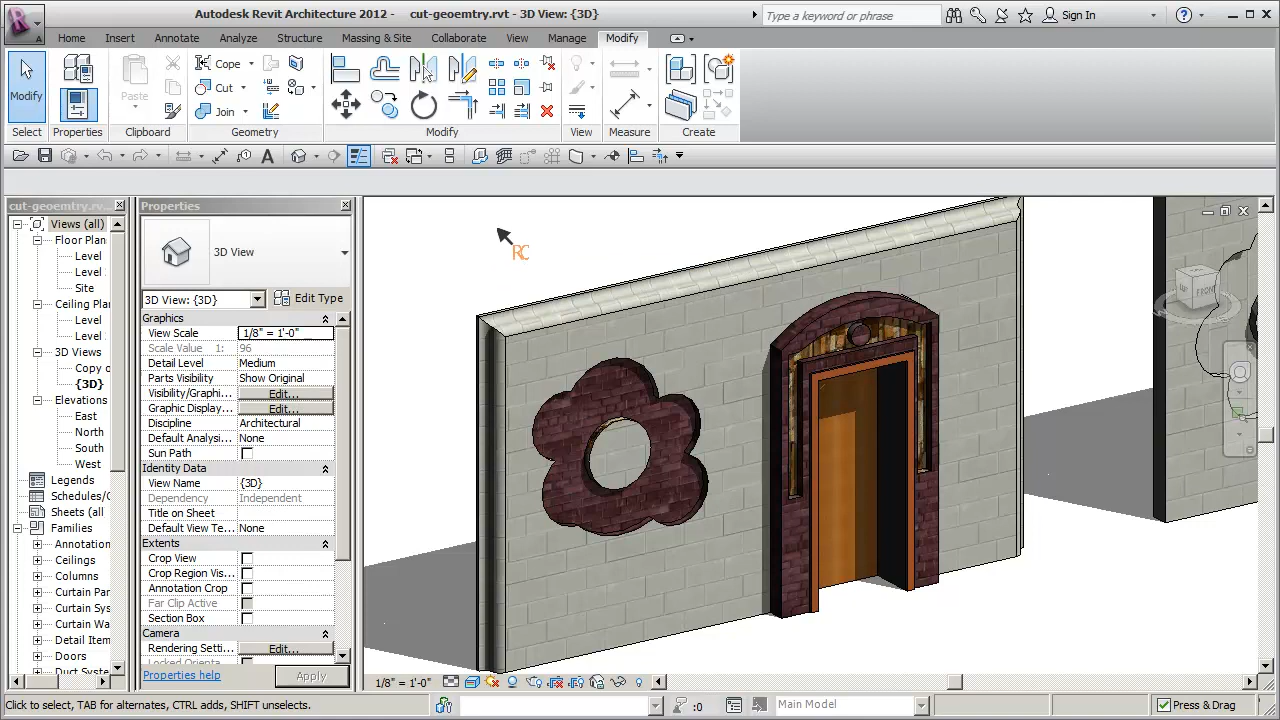 Autodesk Revit Architecture 2012 - cut-geoemtry.rvt - 3D View: {3D}
Type a keyword or phrase
Sign In
Home Insert Annotate Analyze Structure Massing & Site Collaborate View Manage Modify
Modify
Paste
Cope
Cut
Join
Select Properties Clipboard Geometry Modify View Measure Create
A
cut-geoemtry.rv...
Views (all)
Floor Plan
Level
Level
Site
Ceiling Pla
Level
Level
3D Views
Copy o
{3D}
Elevations
East
North
South
West
Legends
Schedules/C
Sheets (all
Families
Annotation
Ceilings
Columns
Curtain Par
Curtain Sys
Curtain Wa
Detail Item
Doors
Duct Syste
Properties
3D View
3D View: {3D} Edit Type
Graphics
View Scale 1/8" = 1'-0"
Scale Value 1: 96
Detail Level Medium
Parts Visibility Show Original
Visibility/Graphi... Edit...
Graphic Display... Edit...
Discipline Architectural
Default Analysi... None
Sun Path
Identity Data
View Name {3D}
Dependency Independent
Title on Sheet
Default View Te... None
Extents
Crop View
Crop Region Vis...
Annotation Crop
Far Clip Active
Section Box
Camera
Rendering Setti... Edit...
Locked Orienta
Properties help Apply
RC
FRONT
1/8" = 1'-0"
Click to select, TAB for alternates, CTRL adds, SHIFT unselects.
:0
Main Model
Press & Drag